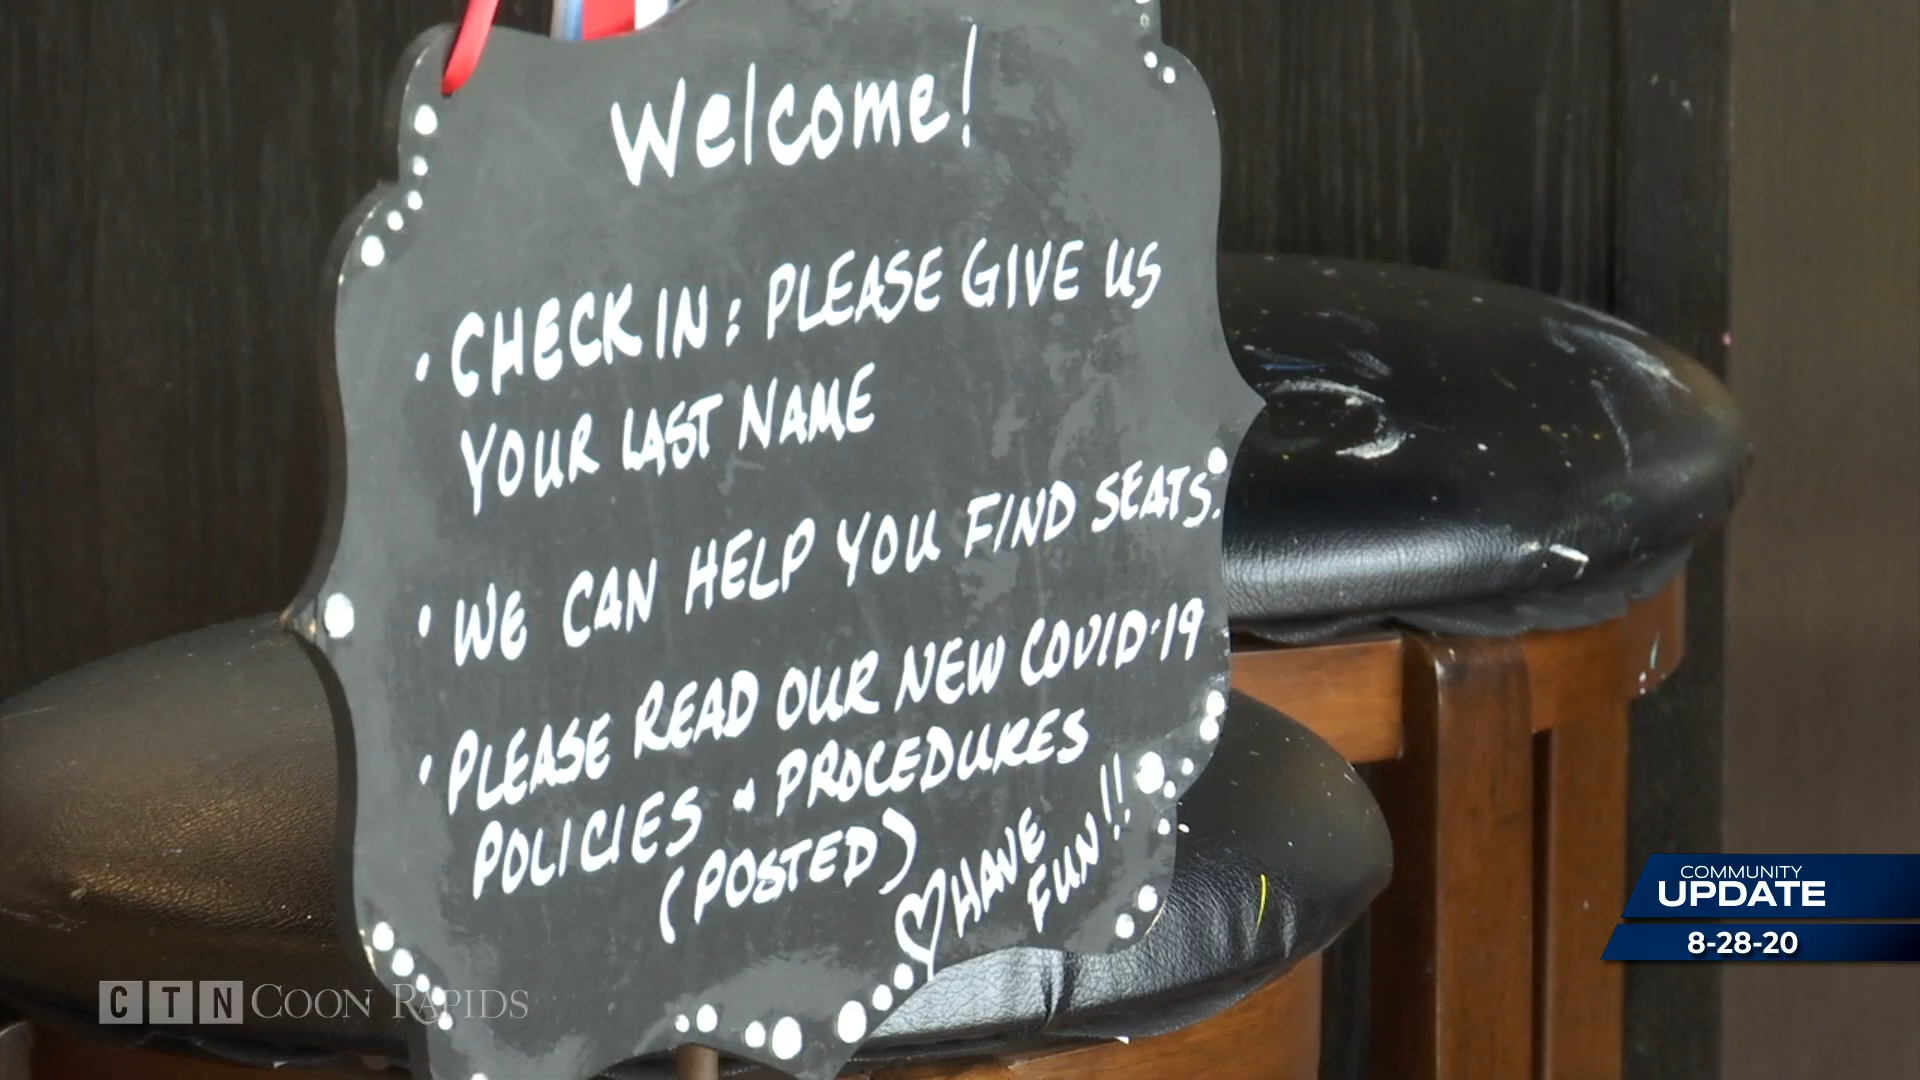 Welcome!
• CHECK IN: PLEASE GIVE US
YOUR LAST NAME
• WE CAN HELP YOU FIND SEATS.
• PLEASE READ OUR NEW COVID-19
POLICIES & PROCEDURES
(POSTED)
♡ HAVE
FUN!!
COMMUNITY
UPDATE
8-28-20
CTN COON RAPIDS